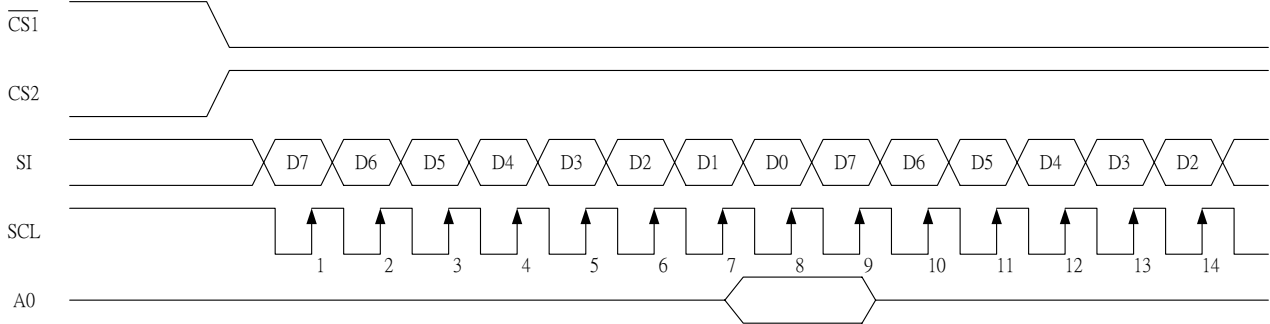 C̅S̅1̅
CS2
SI D7 D6 D5 D4 D3 D2 D1 D0 D7 D6 D5 D4 D3 D2
SCL
1 2 3 4 5 6 7 8 9 10 11 12 13 14
A0